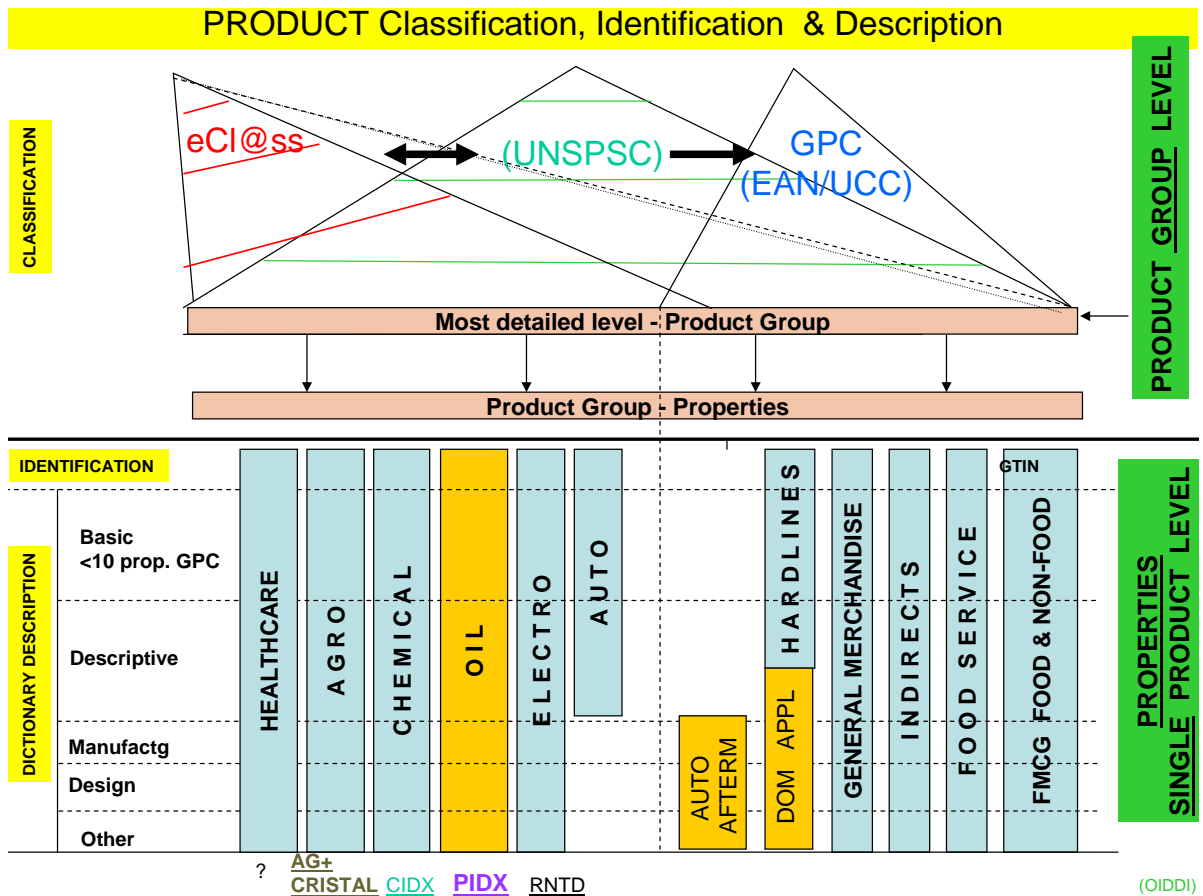 PRODUCT Classification, Identification & Description
CLASSIFICATION
eCl@ss
(UNSPSC)
GPC
(EAN/UCC)
PRODUCT GROUP LEVEL
Most detailed level - Product Group
Product Group - Properties
IDENTIFICATION
GTIN
DICTIONARY DESCRIPTION
Basic
<10 prop. GPC
Descriptive
Manufactg
Design
Other
HEALTHCARE
AGRO
CHEMICAL
OIL
ELECTRO
AUTO
AUTO
AFTERM
HARDLINES
DOM APPL
GENERAL MERCHANDISE
INDIRECTS
FOOD SERVICE
FMCG FOOD & NON-FOOD
PROPERTIES
SINGLE PRODUCT LEVEL
?
AG+
CRISTAL
CIDX
PIDX
RNTD
(OIDDI)